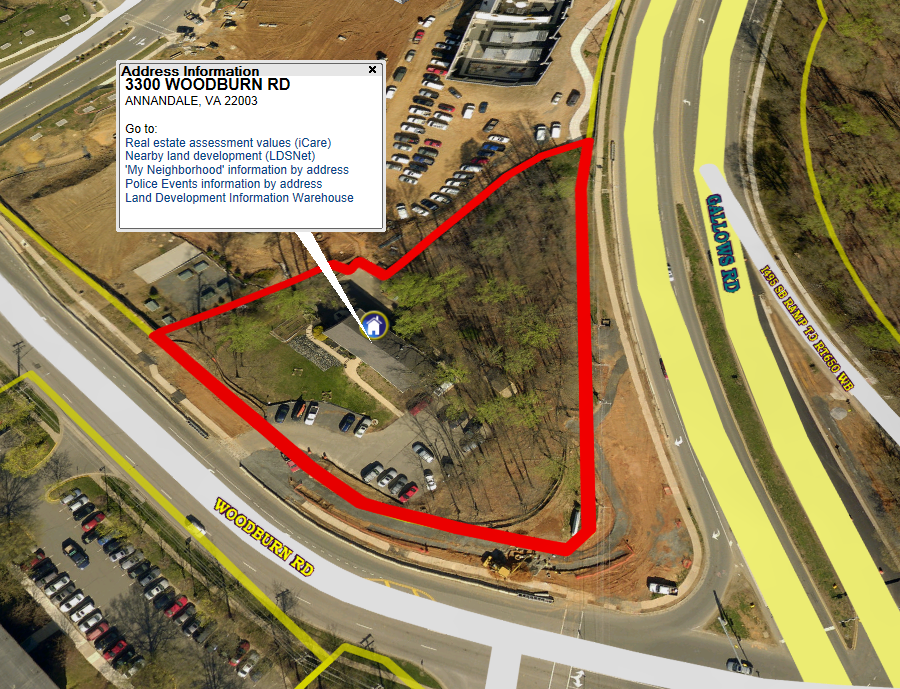 Address Information
3300 WOODBURN RD
ANNANDALE, VA 22003
Go to:
Real estate assessment values (iCare)
Nearby land development (LDSNet)
'My Neighborhood' information by address
Police Events information by address
Land Development Information Warehouse
GALLOWS RD
I495 SB RAMP TO RT650 WB
WOODBURN RD